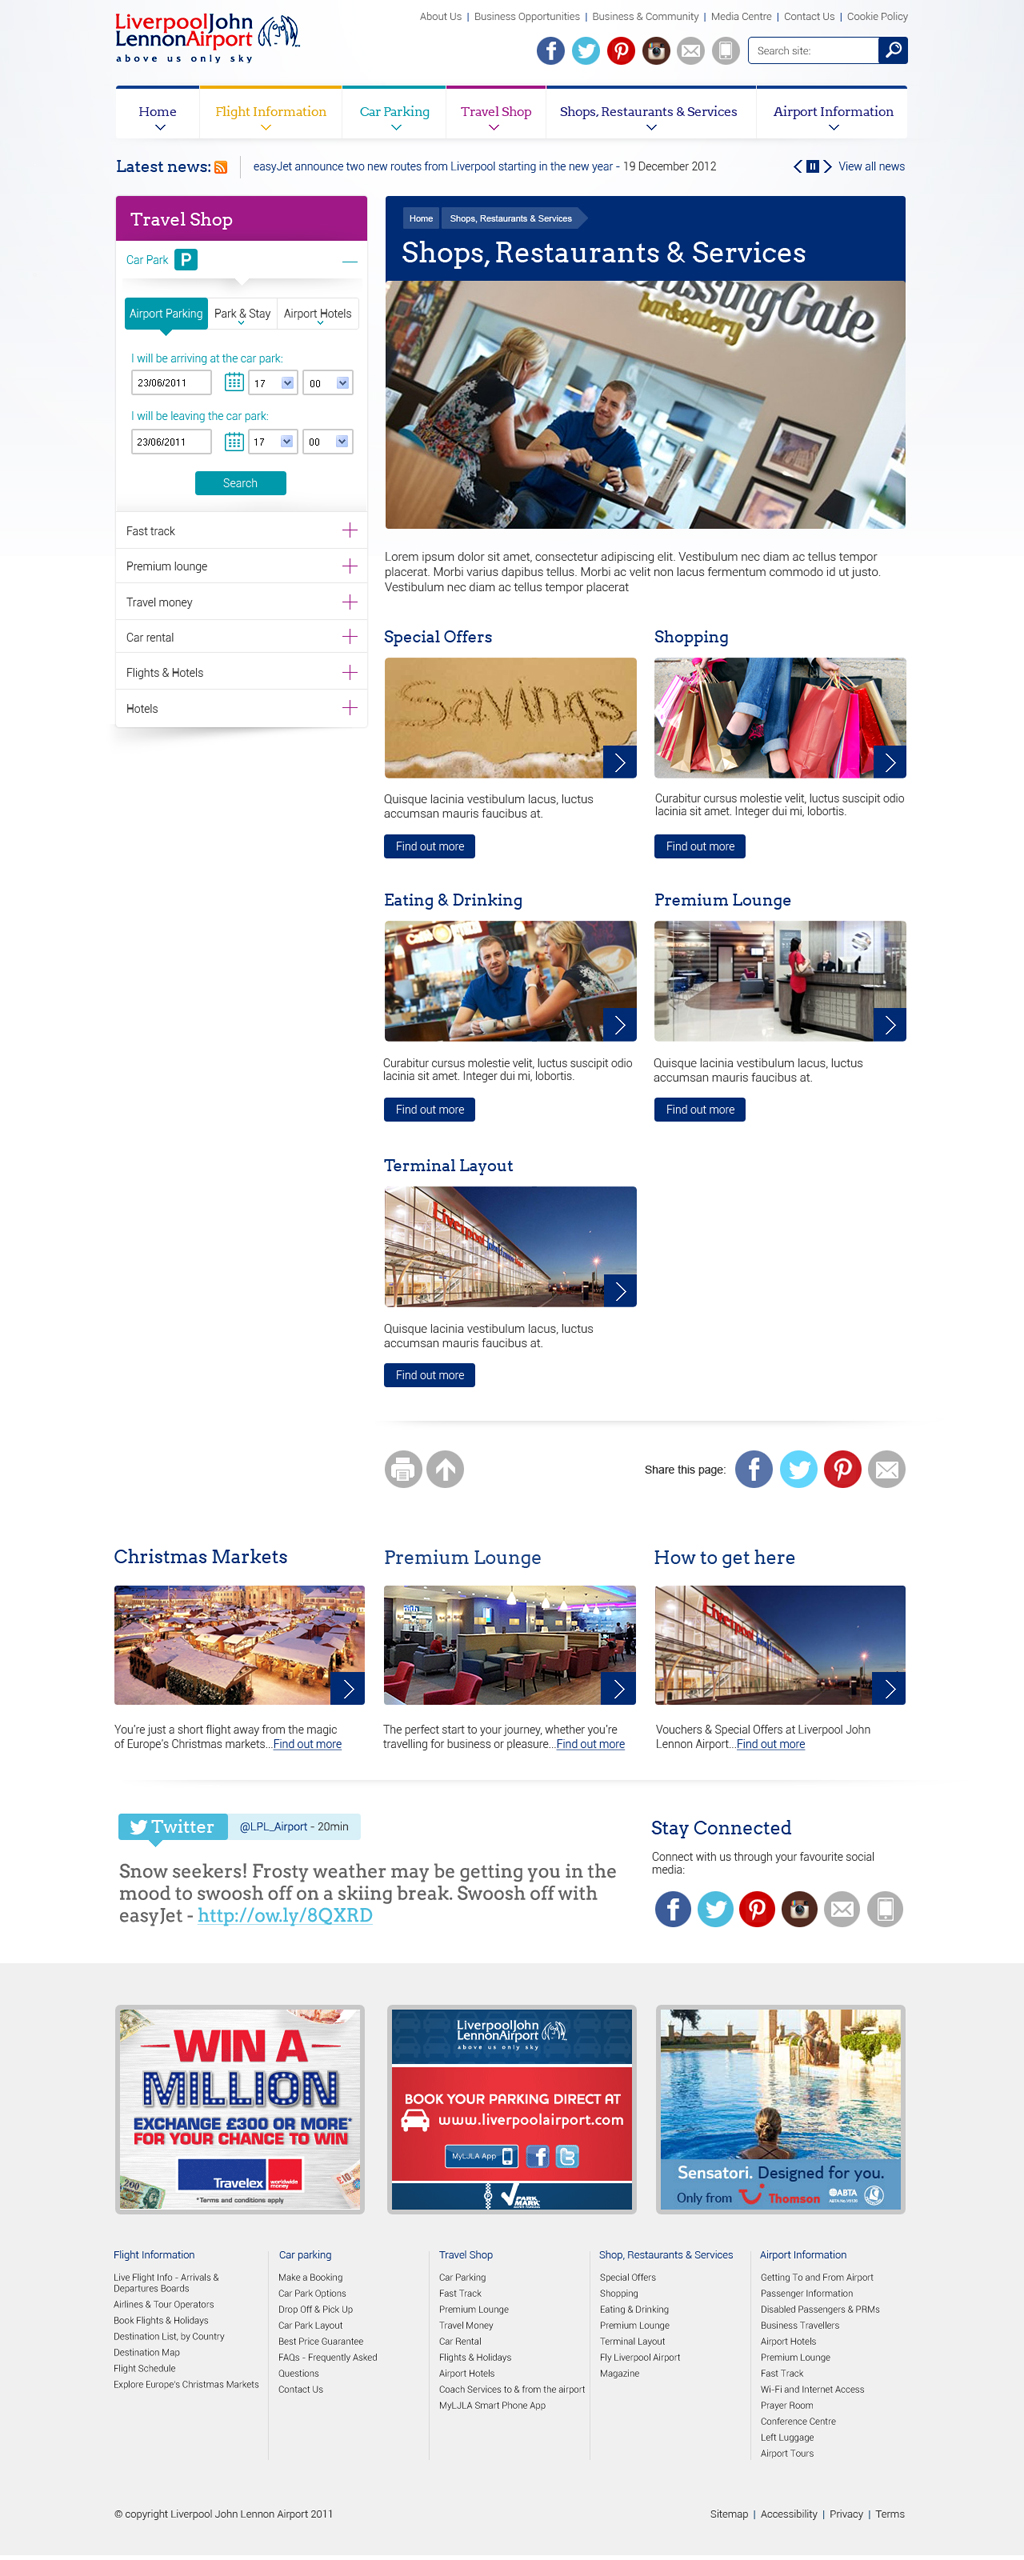 About Us | Business Opportunities | Business & Community | Media Centre | Contact Us | Cookie Policy
LiverpoolJohn
LennonAirport
above us only sky
Search site:
Home
Flight Information
Car Parking
Travel Shop
Shops, Restaurants & Services
Airport Information
Latest news:
easyJet announce two new routes from Liverpool starting in the new year - 19 December 2012
View all news
Travel Shop
Car Park P
Airport Parking
Park & Stay
Airport Hotels
I will be arriving at the car park:
23/06/2011
17
00
I will be leaving the car park:
23/06/2011
17
00
Search
Fast track
Premium lounge
Travel money
Car rental
Flights & Hotels
Hotels
Home
Shops, Restaurants & Services
Shops, Restaurants & Services
bar&eatery
Lorem ipsum dolor sit amet, consectetur adipiscing elit. Vestibulum nec diam ac tellus tempor
placerat. Morbi varius dapibus tellus. Morbi ac velit non lacus fermentum commodo id ut justo.
Vestibulum nec diam ac tellus tempor placerat
Special Offers
Savings
Quisque lacinia vestibulum lacus, luctus
accumsan mauris faucibus at.
Find out more
Shopping
Curabitur cursus molestie velit, luctus suscipit odio
lacinia sit amet. Integer dui mi, lobortis.
Find out more
Eating & Drinking
Curabitur cursus molestie velit, luctus suscipit odio
lacinia sit amet. Integer dui mi, lobortis.
Find out more
Premium Lounge
Quisque lacinia vestibulum lacus, luctus
accumsan mauris faucibus at.
Find out more
Terminal Layout
Liverpool
Quisque lacinia vestibulum lacus, luctus
accumsan mauris faucibus at.
Find out more
Share this page:
Christmas Markets
You're just a short flight away from the magic
of Europe's Christmas markets...Find out more
Premium Lounge
The perfect start to your journey, whether you're
travelling for business or pleasure...Find out more
How to get here
Liverpool
Vouchers & Special Offers at Liverpool John
Lennon Airport...Find out more
Twitter
@LPL_Airport - 20min
Snow seekers! Frosty weather may be getting you in the
mood to swoosh off on a skiing break. Swoosh off with
easyJet - http://ow.ly/8QXRD
Stay Connected
Connect with us through your favourite social
media:
WIN A
MILLION
EXCHANGE £300 OR MORE*
FOR YOUR CHANCE TO WIN
Travelex
worldwide
money
*Terms and conditions apply
LiverpoolJohn
LennonAirport
above us only sky
BOOK YOUR PARKING DIRECT AT
www.liverpoolairport.com
MyLJLA App
PARK
MARK
Sensatori. Designed for you.
Only from Thomson ABTA
Flight Information
Live Flight Info - Arrivals &
Departures Boards
Airlines & Tour Operators
Book Flights & Holidays
Destination List, by Country
Destination Map
Flight Schedule
Explore Europe's Christmas Markets
Car parking
Make a Booking
Car Park Options
Drop Off & Pick Up
Car Park Layout
Best Price Guarantee
FAQs - Frequently Asked
Questions
Contact Us
Travel Shop
Car Parking
Fast Track
Premium Lounge
Travel Money
Car Rental
Flights & Holidays
Airport Hotels
Coach Services to & from the airport
MyLJLA Smart Phone App
Shop, Restaurants & Services
Special Offers
Shopping
Eating & Drinking
Premium Lounge
Terminal Layout
Fly Liverpool Airport
Magazine
Airport Information
Getting To and From Airport
Passenger Information
Disabled Passengers & PRMs
Business Travellers
Airport Hotels
Premium Lounge
Fast Track
Wi-Fi and Internet Access
Prayer Room
Conference Centre
Left Luggage
Airport Tours
© copyright Liverpool John Lennon Airport 2011
Sitemap | Accessibility | Privacy | Terms